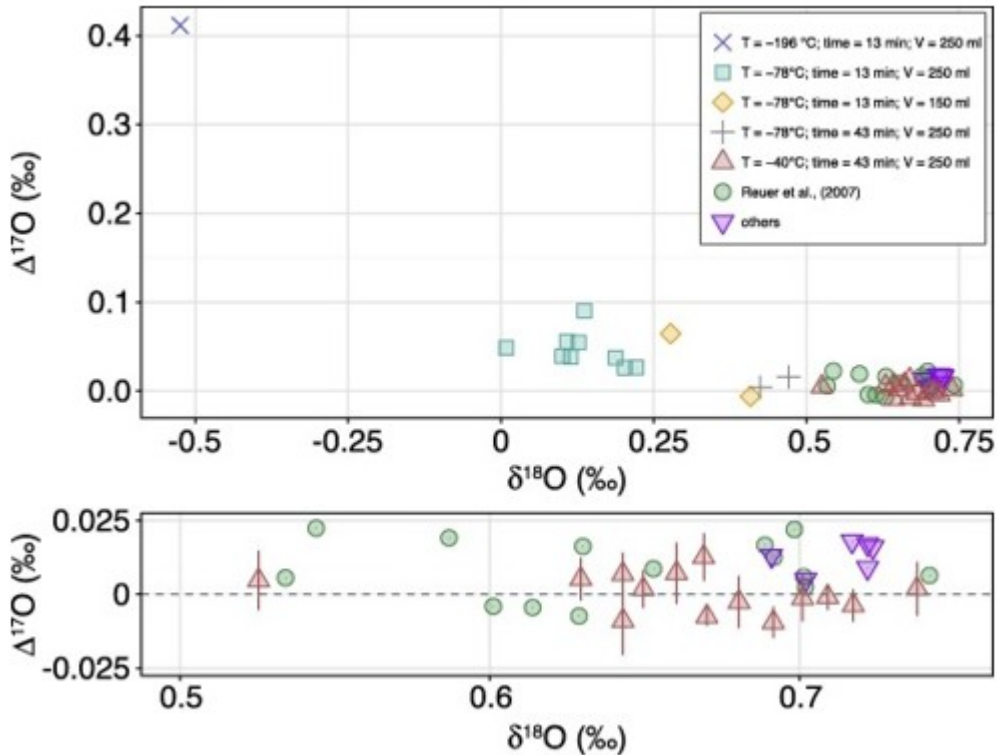 0.4
0.3
0.2
0.1
0.0
Δ¹⁷O (‰)
T = −196 °C; time = 13 min; V = 250 ml
T = −78°C; time = 13 min; V = 250 ml
T = −78°C; time = 13 min; V = 150 ml
T = −78°C; time = 43 min; V = 250 ml
T = −40°C; time = 43 min; V = 250 ml
Reuer et al., (2007)
others
-0.5 -0.25 0 0.25 0.5 0.75
δ¹⁸O (‰)
0.025
0
-0.025
Δ¹⁷O (‰)
0.5 0.6 0.7
δ¹⁸O (‰)